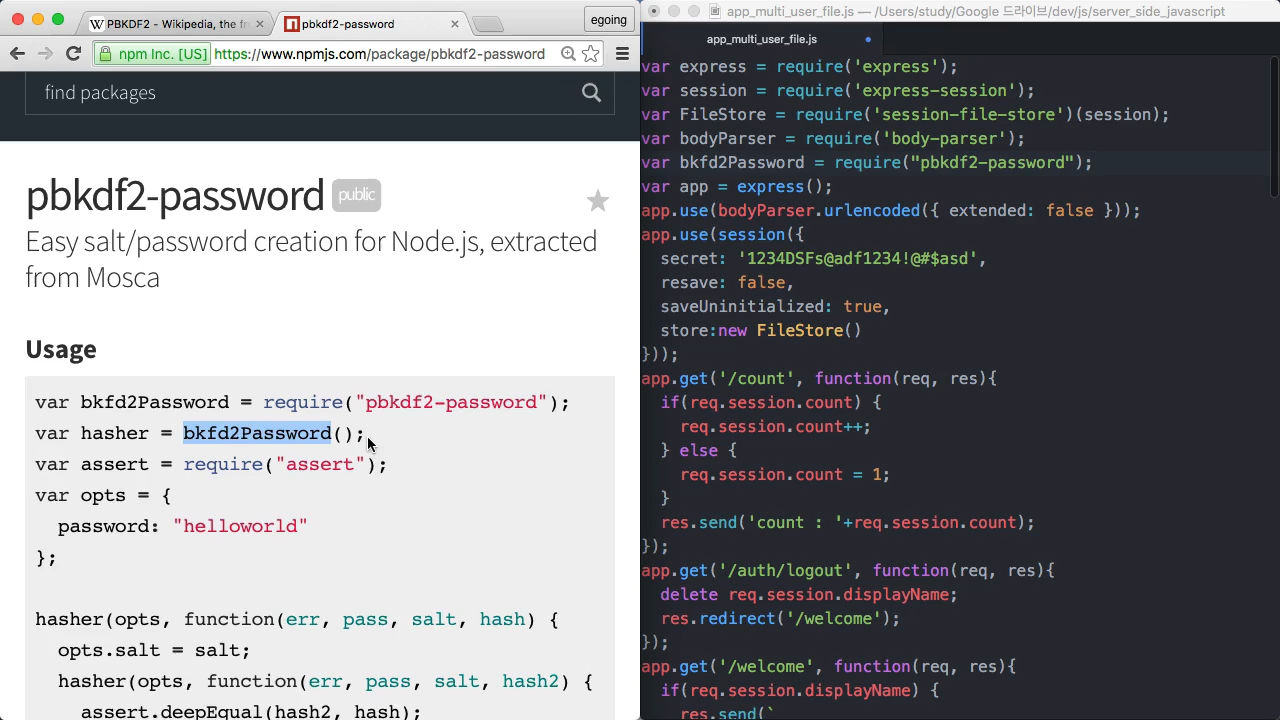 PBKDF2 - Wikipedia, the fr
pbkdf2-password
egoing
npm Inc. [US]
https://www.npmjs.com/package/pbkdf2-password
find packages
pbkdf2-password
public
Easy salt/password creation for Node.js, extracted
from Mosca
Usage
var bkfd2Password = require("pbkdf2-password");
var hasher = bkfd2Password();
var assert = require("assert");
var opts = {
  password: "helloworld"
};
hasher(opts, function(err, pass, salt, hash) {
  opts.salt = salt;
  hasher(opts, function(err, pass, salt, hash2) {
    assert.deepEqual(hash2, hash);
app_multi_user_file.js — /Users/study/Google 드라이브/dev/js/server_side_javascript
app_multi_user_file.js
var express = require('express');
var session = require('express-session');
var FileStore = require('session-file-store')(session);
var bodyParser = require('body-parser');
var bkfd2Password = require("pbkdf2-password");
var app = express();
app.use(bodyParser.urlencoded({ extended: false }));
app.use(session({
  secret: '1234DSFs@adf1234!@#$asd',
  resave: false,
  saveUninitialized: true,
  store:new FileStore()
}));
app.get('/count', function(req, res){
  if(req.session.count) {
    req.session.count++;
  } else {
    req.session.count = 1;
  }
  res.send('count : '+req.session.count);
});
app.get('/auth/logout', function(req, res){
  delete req.session.displayName;
  res.redirect('/welcome');
});
app.get('/welcome', function(req, res){
  if(req.session.displayName) {
    res.send(`